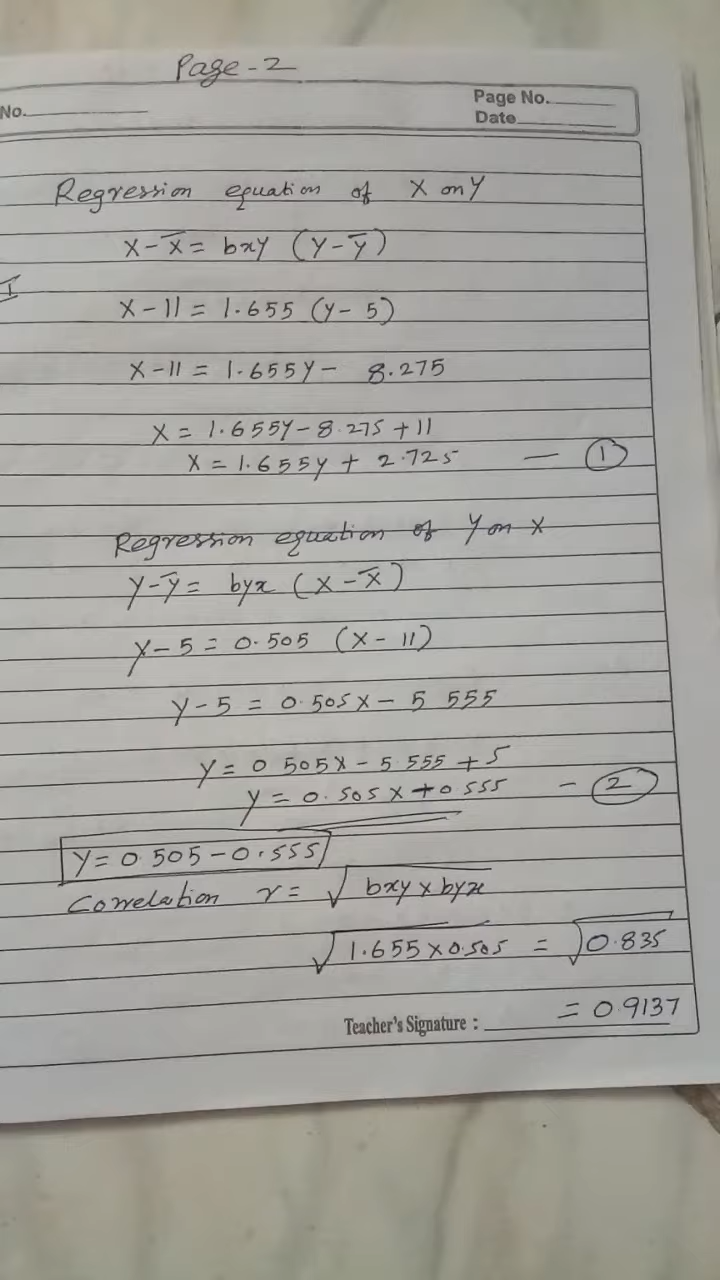 Page-2
No.
Page No.
Date
Regression equation of X on Y
X-X̅= bxy (Y-Y̅)
X-11 = 1.655 (Y- 5)
X-11 = 1.655Y- 8.275
X = 1.655Y-8.275+11
X = 1.655Y + 2.725 — 1
Regression equation of Y on X
Y-Y̅= byx (X-X̅)
Y-5 = 0.505 (X-11)
Y-5 = 0.505X- 5 555
Y= 0 505X-5.555+5
Y = 0.505X+0.555 - 2
Y= 0.505-0.555
Correlation r= √bxy×byx
√1.655×0.505 = √0.835
= 0.9137
Teacher's Signature :